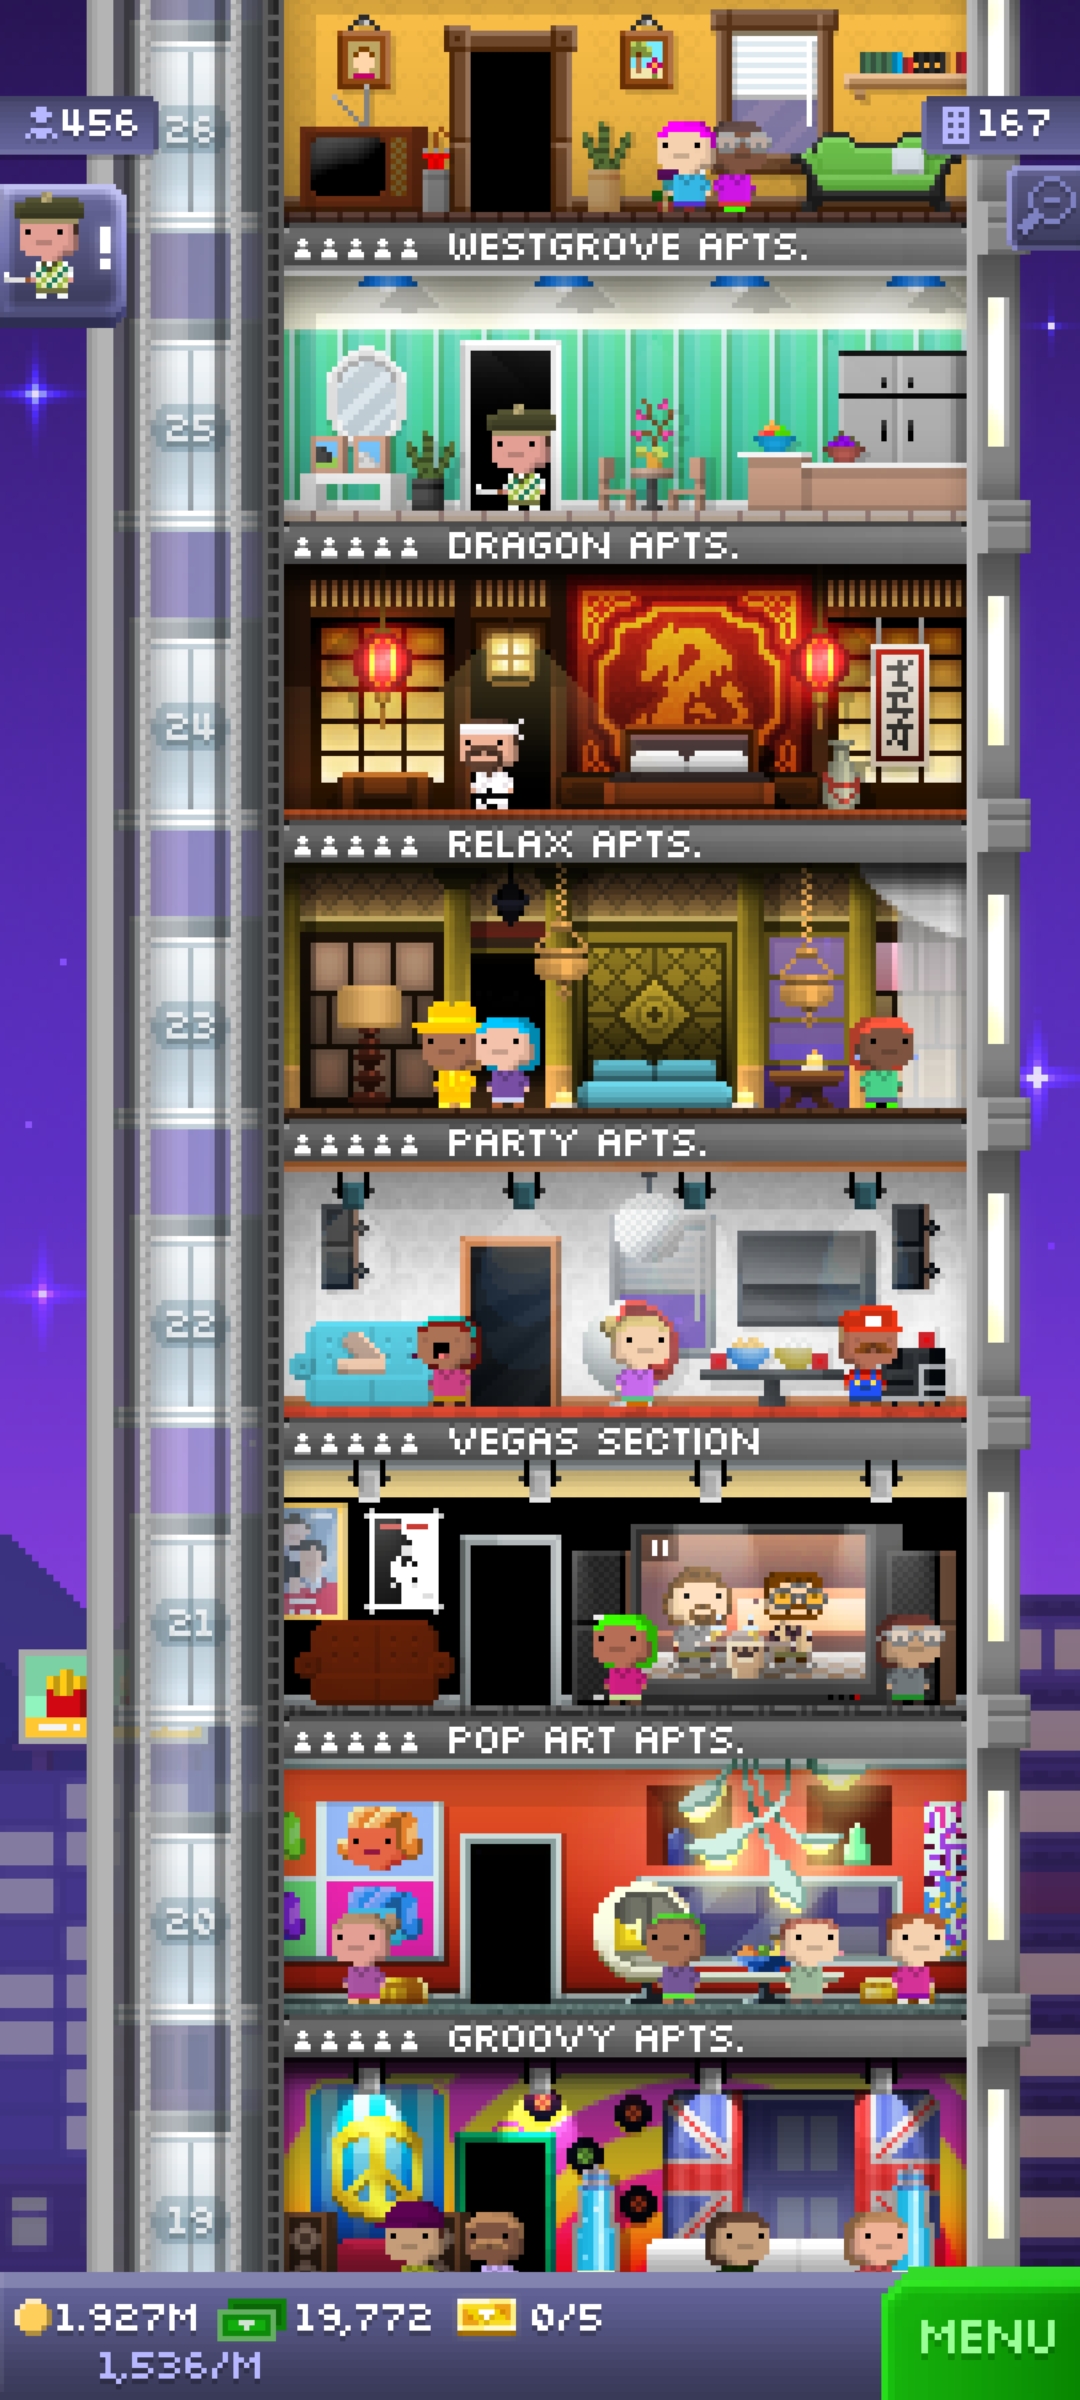 456
26
167
!
WESTGROVE APTS.
25
DRAGON APTS.
24
RELAX APTS.
23
PARTY APTS.
22
VEGAS SECTION
21
POP ART APTS.
20
GROOVY APTS.
19
1.927M
19,772
0/5
MENU
1,536/M